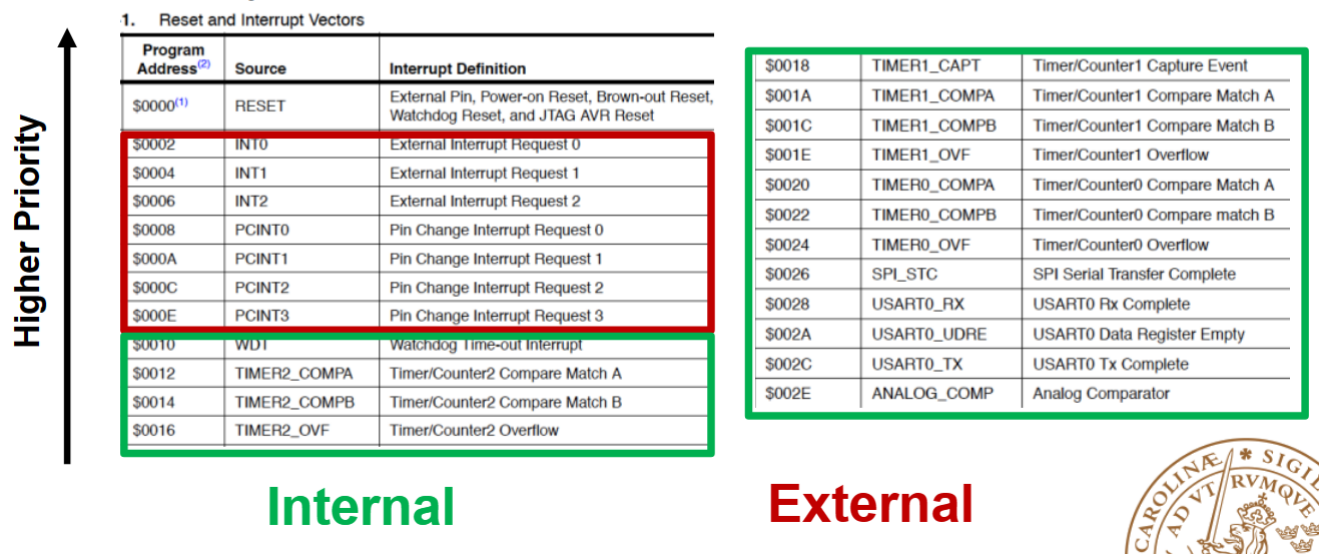 1. Reset and Interrupt Vectors
Higher Priority
Program Address(2) Source Interrupt Definition
$0000(1) RESET External Pin, Power-on Reset, Brown-out Reset,
Watchdog Reset, and JTAG AVR Reset
$0002 INT0 External Interrupt Request 0
$0004 INT1 External Interrupt Request 1
$0006 INT2 External Interrupt Request 2
$0008 PCINT0 Pin Change Interrupt Request 0
$000A PCINT1 Pin Change Interrupt Request 1
$000C PCINT2 Pin Change Interrupt Request 2
$000E PCINT3 Pin Change Interrupt Request 3
$0010 WDT Watchdog Time-out Interrupt
$0012 TIMER2_COMPA Timer/Counter2 Compare Match A
$0014 TIMER2_COMPB Timer/Counter2 Compare Match B
$0016 TIMER2_OVF Timer/Counter2 Overflow
$0018 TIMER1_CAPT Timer/Counter1 Capture Event
$001A TIMER1_COMPA Timer/Counter1 Compare Match A
$001C TIMER1_COMPB Timer/Counter1 Compare Match B
$001E TIMER1_OVF Timer/Counter1 Overflow
$0020 TIMER0_COMPA Timer/Counter0 Compare Match A
$0022 TIMER0_COMPB Timer/Counter0 Compare match B
$0024 TIMER0_OVF Timer/Counter0 Overflow
$0026 SPI_STC SPI Serial Transfer Complete
$0028 USART0_RX USART0 Rx Complete
$002A USART0_UDRE USART0 Data Register Empty
$002C USART0_TX USART0 Tx Complete
$002E ANALOG_COMP Analog Comparator
Internal
External
CAROLINÆ * SIGI
AD VT RVMQVE